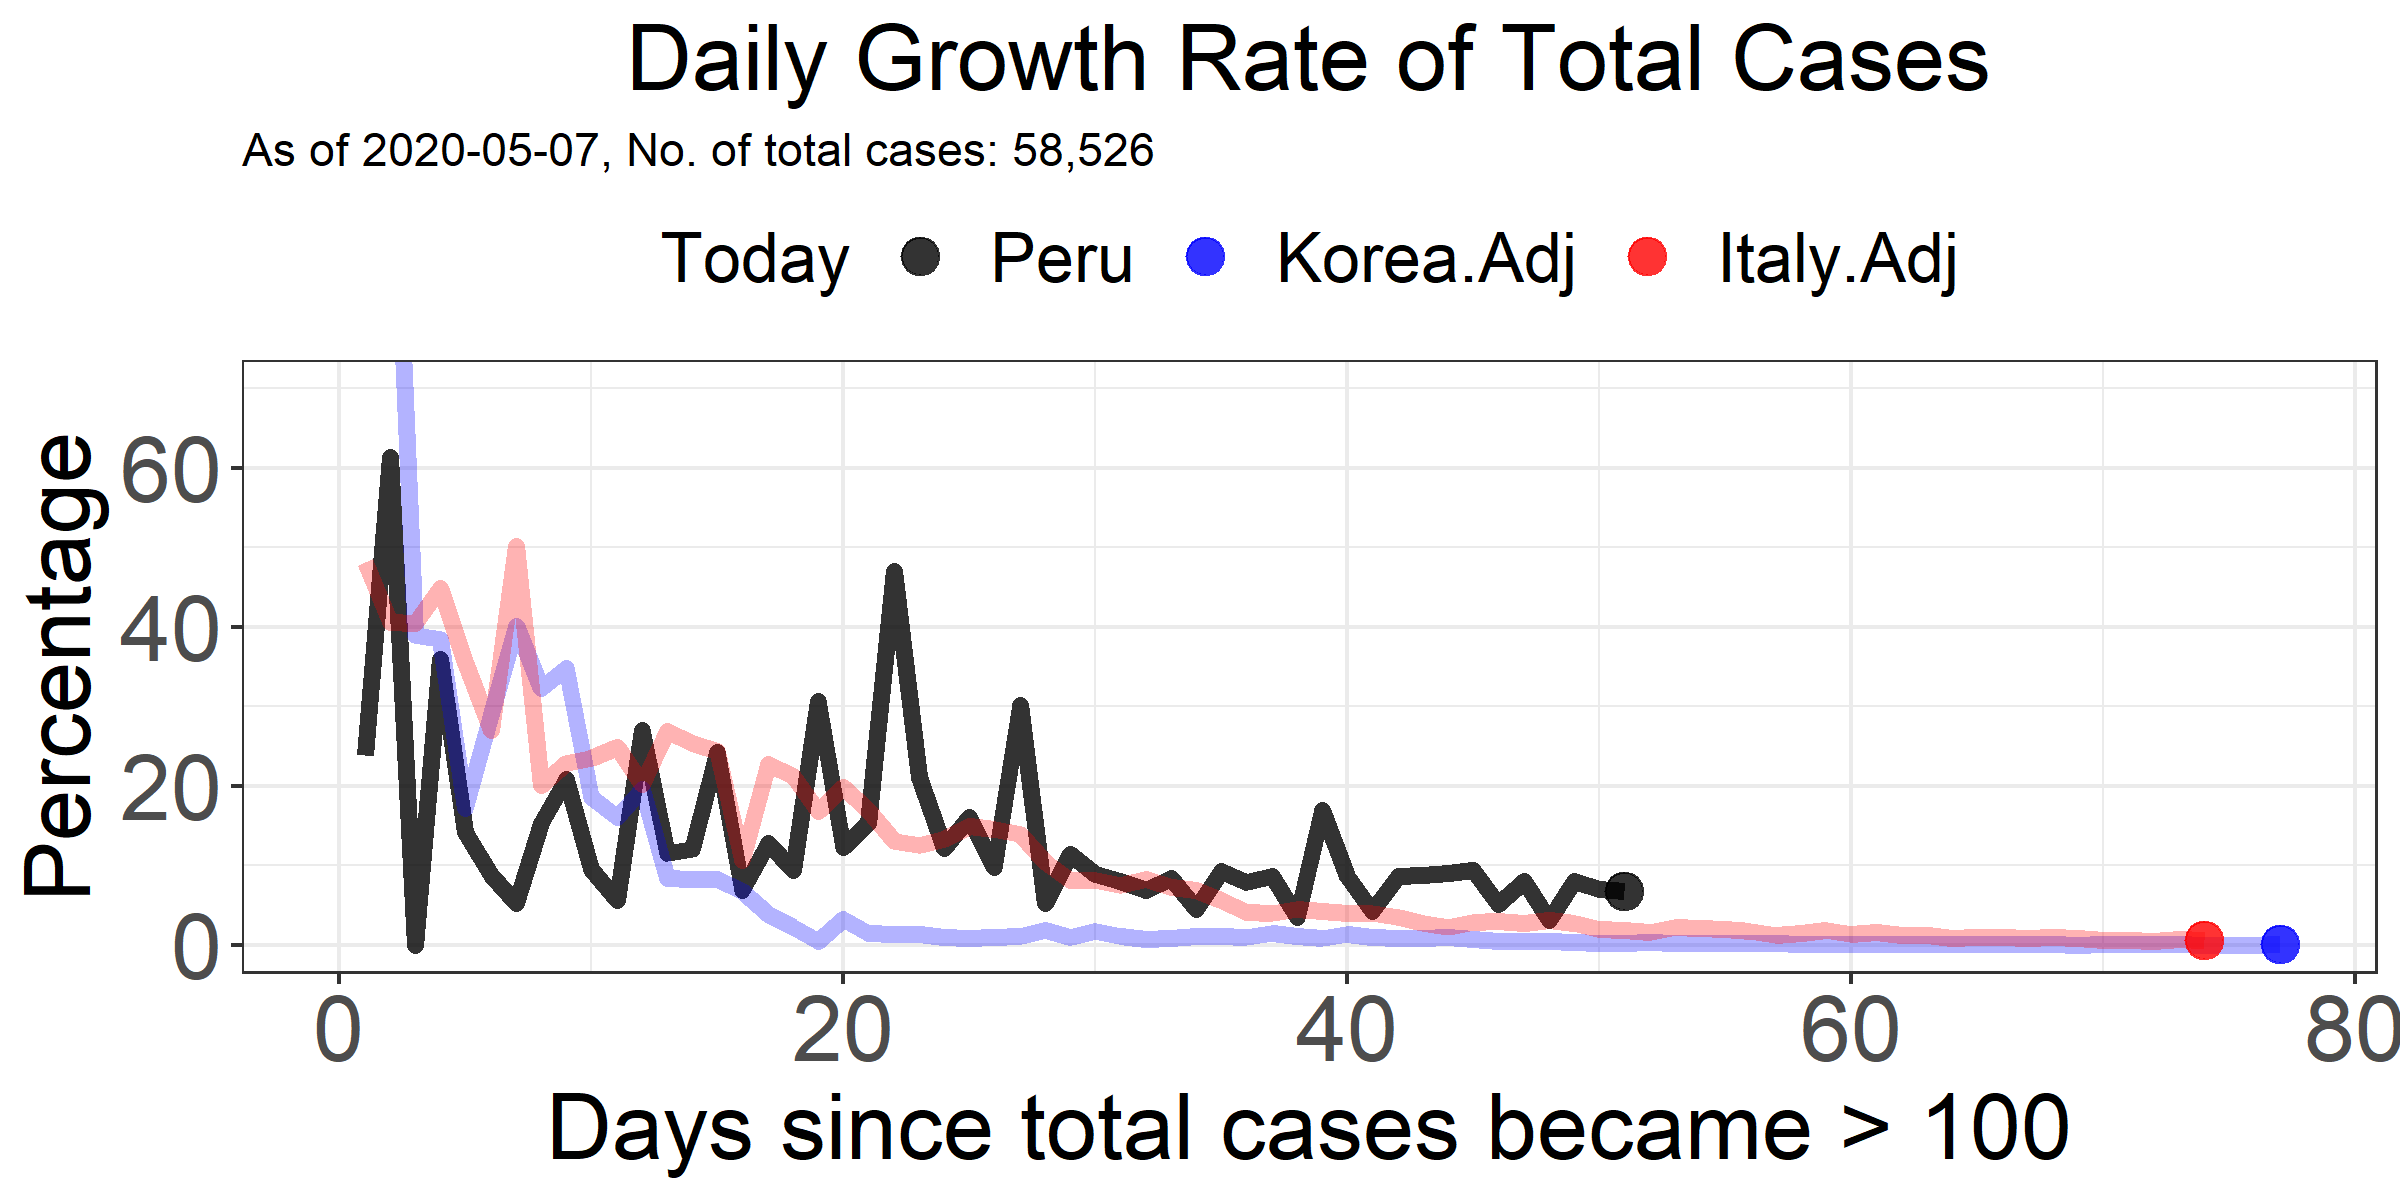 Daily Growth Rate of Total Cases
As of 2020-05-07, No. of total cases: 58,526
Today Peru Korea.Adj Italy.Adj
Percentage
60
40
20
0
0 20 40 60 80
Days since total cases became > 100